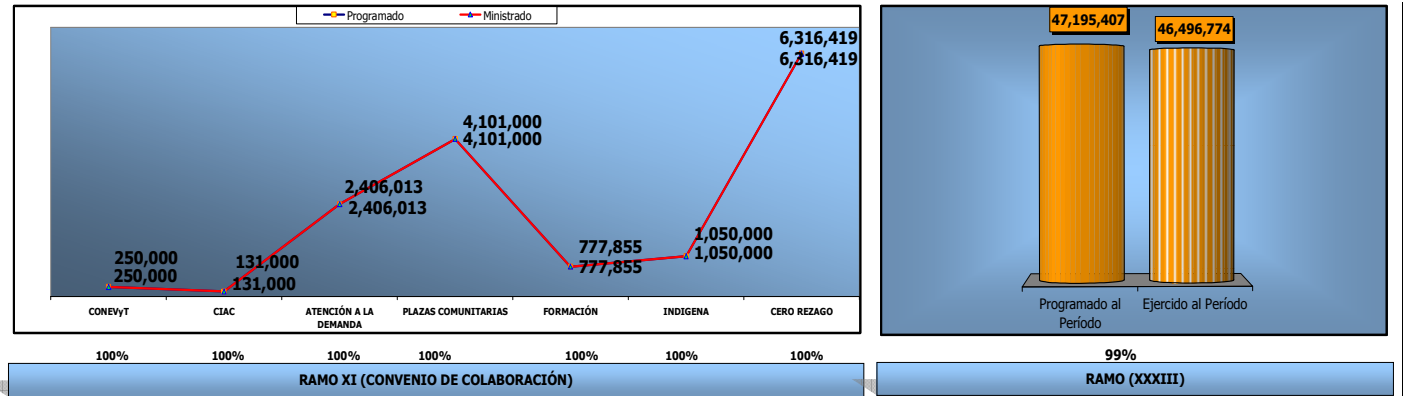 Programado
Ministrado
6,316,419
6,316,419
4,101,000
4,101,000
2,406,013
2,406,013
1,050,000
1,050,000
777,855
777,855
250,000
250,000
131,000
131,000
CONEVyT
CIAC
ATENCIÓN A LA
DEMANDA
PLAZAS COMUNITARIAS
FORMACIÓN
INDIGENA
CERO REZAGO
100%
100%
100%
100%
100%
100%
100%
RAMO XI (CONVENIO DE COLABORACIÓN)
47,195,407
46,496,774
Programado al
Período
Ejercido al Período
99%
RAMO (XXXIII)